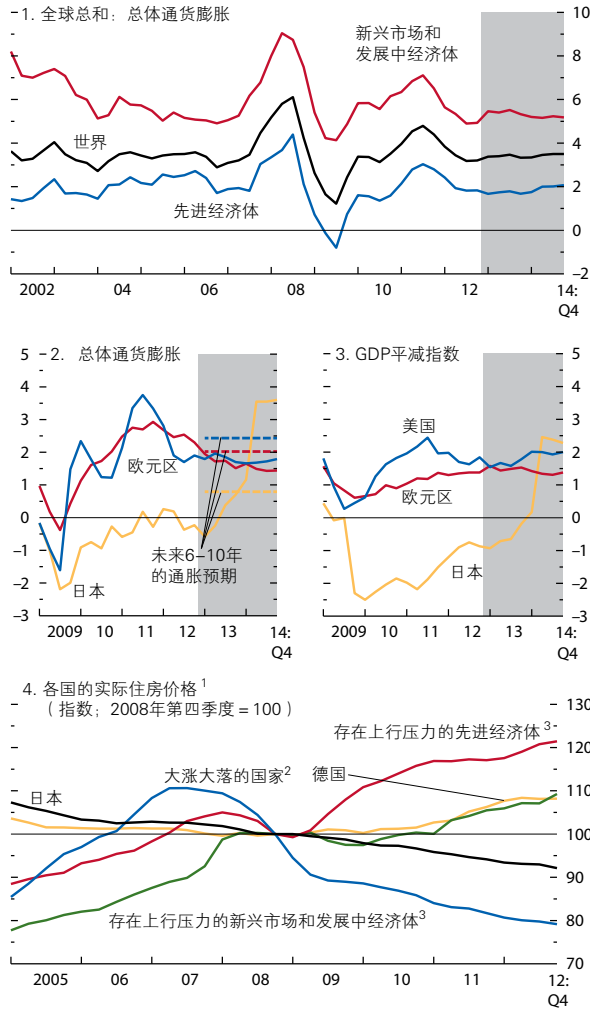 1. 全球总和：总体通货膨胀
新兴市场和
发展中经济体
世界
先进经济体
10
8
6
4
2
0
–2
2002 04 06 08 10 12 14:
Q4
2. 总体通货膨胀
5
4
3
2
1
0
–1
–2
–3
欧元区
未来6–10年
的通胀预期
日本
2009 10 11 12 13 14:
Q4
3. GDP平减指数
美国
欧元区
日本
5
4
3
2
1
0
–1
–2
–3
2009 10 11 12 13 14:
Q4
4. 各国的实际住房价格1
（指数；2008年第四季度＝100）
存在上行压力的先进经济体3
大涨大落的国家2
德国
日本
存在上行压力的新兴市场和发展中经济体3
130
120
110
100
90
80
70
2005 06 07 08 09 10 11 12:
Q4